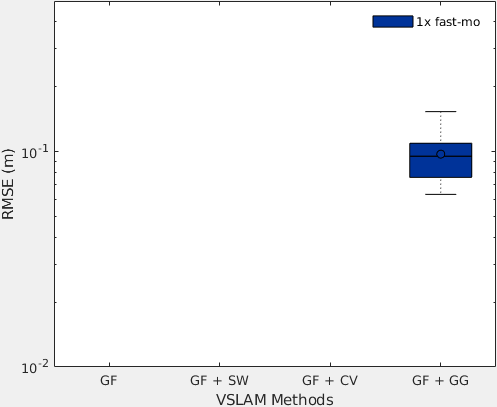 1x fast-mo
RMSE (m)
10^-1
10^-2
GF
GF + SW
GF + CV
GF + GG
VSLAM Methods